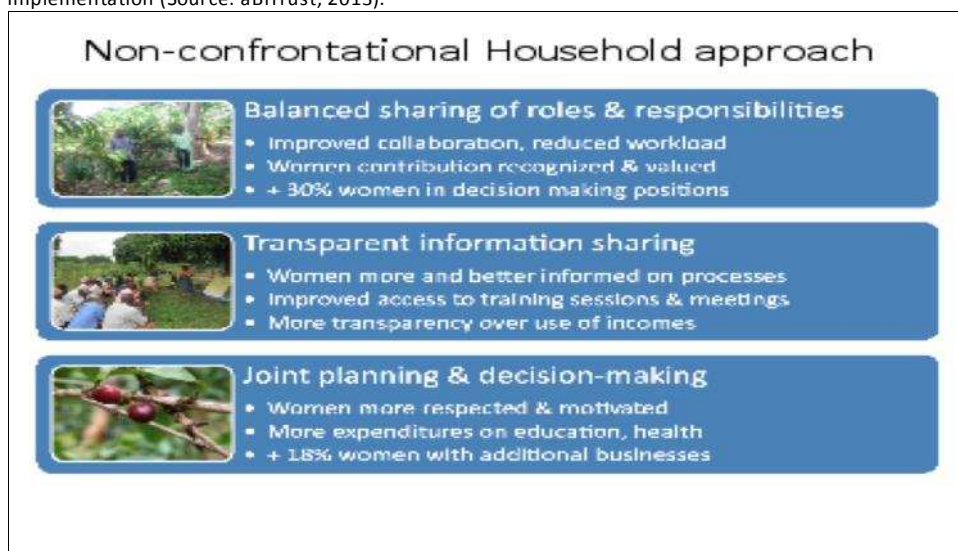 implementation (Source: aBiTrust, 2015).
Non-confrontational Household approach
Balanced sharing of roles & responsibilities
• Improved collaboration, reduced workload
• Women contribution recognized & valued
• + 30% women in decision making positions
Transparent information sharing
• Women more and better informed on processes
• Improved access to training sessions & meetings
• More transparency over use of incomes
Joint planning & decision-making
• Women more respected & motivated
• More expenditures on education, health
• + 18% women with additional businesses